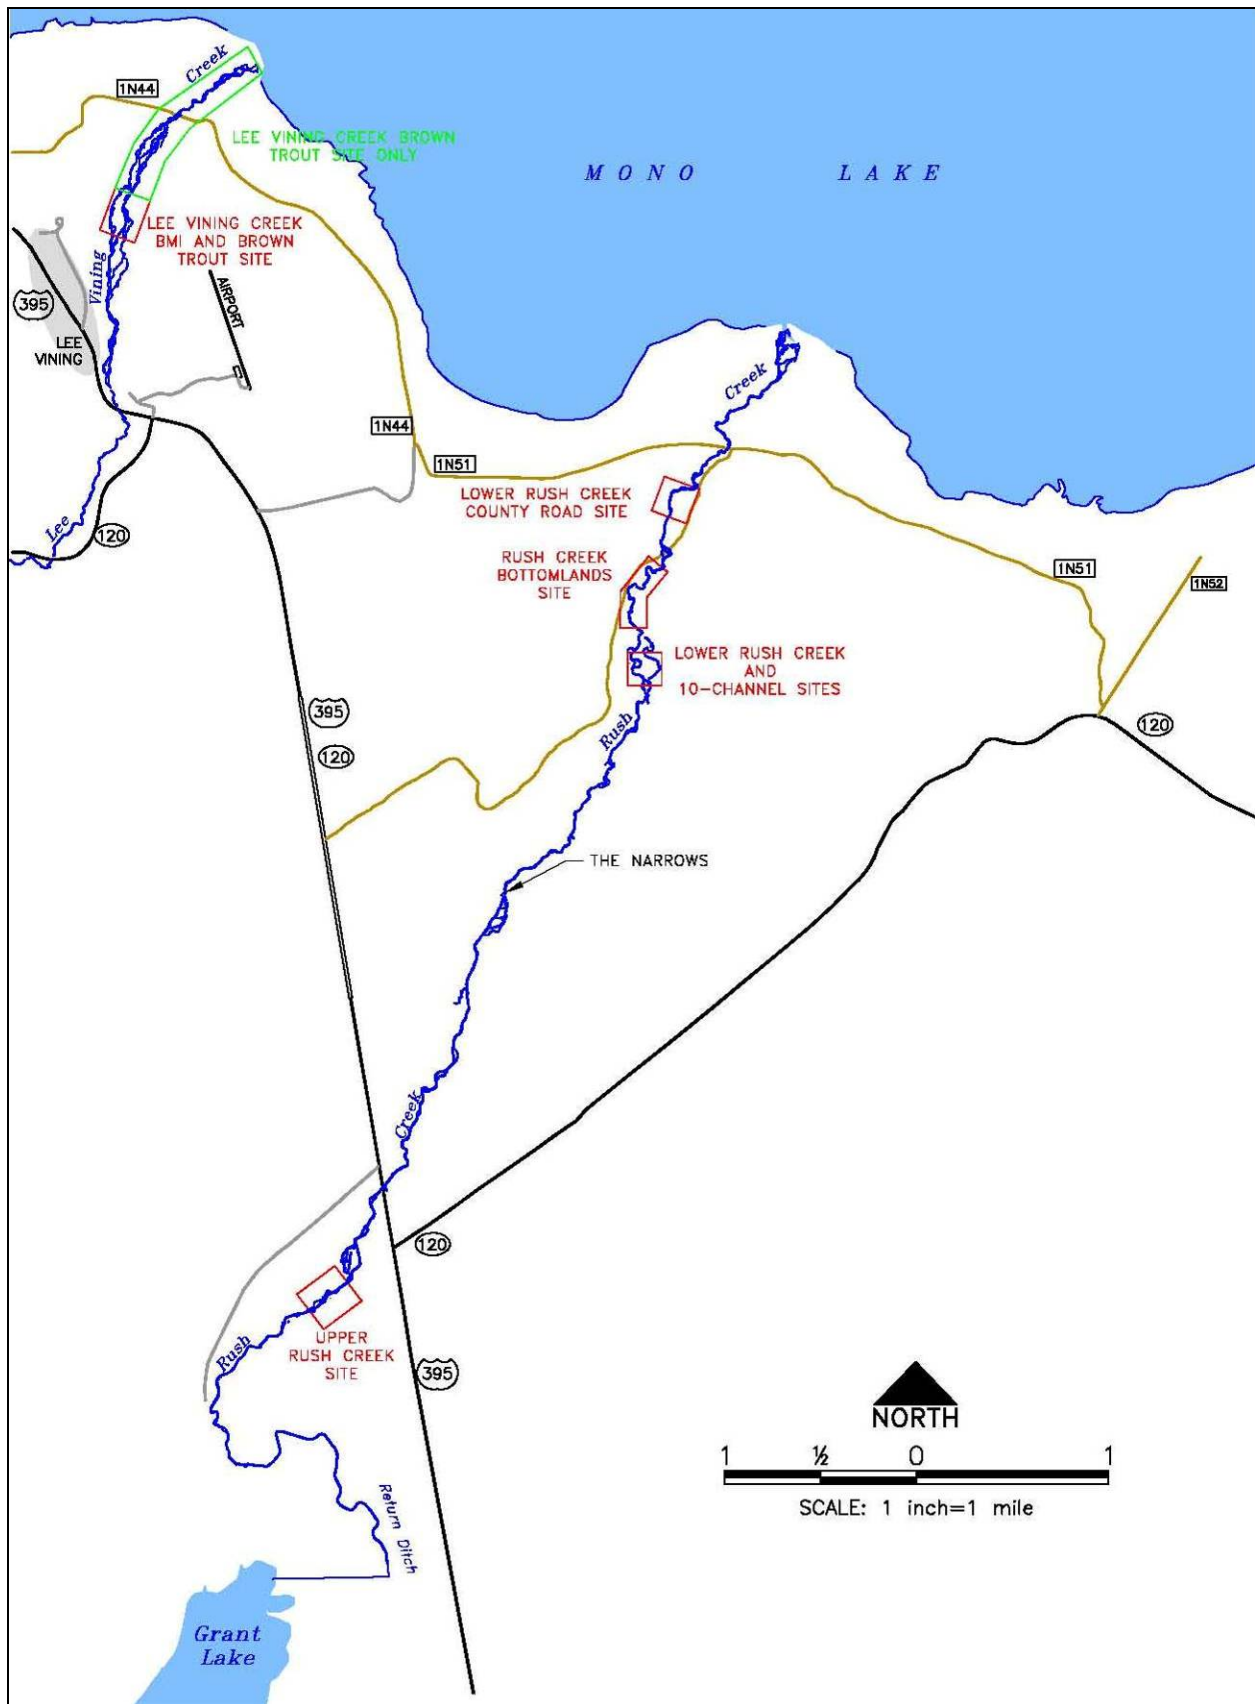 Creek
1N44
LEE VINING CREEK BROWN
TROUT SITE ONLY
MONO LAKE
LEE VINING CREEK
BMI AND BROWN
TROUT SITE
Vining
AIRPORT
395
LEE
VINING
Creek
1N44
1N51
LOWER RUSH CREEK
COUNTY ROAD SITE
Lee
120
RUSH CREEK
BOTTOMLANDS
SITE
1N51
1N52
LOWER RUSH CREEK
AND
10-CHANNEL SITES
395
120
Rush
120
THE NARROWS
Creek
120
UPPER
RUSH CREEK
SITE
Rush
395
NORTH
1 ½ 0 1
SCALE: 1 inch=1 mile
Return Ditch
Grant
Lake